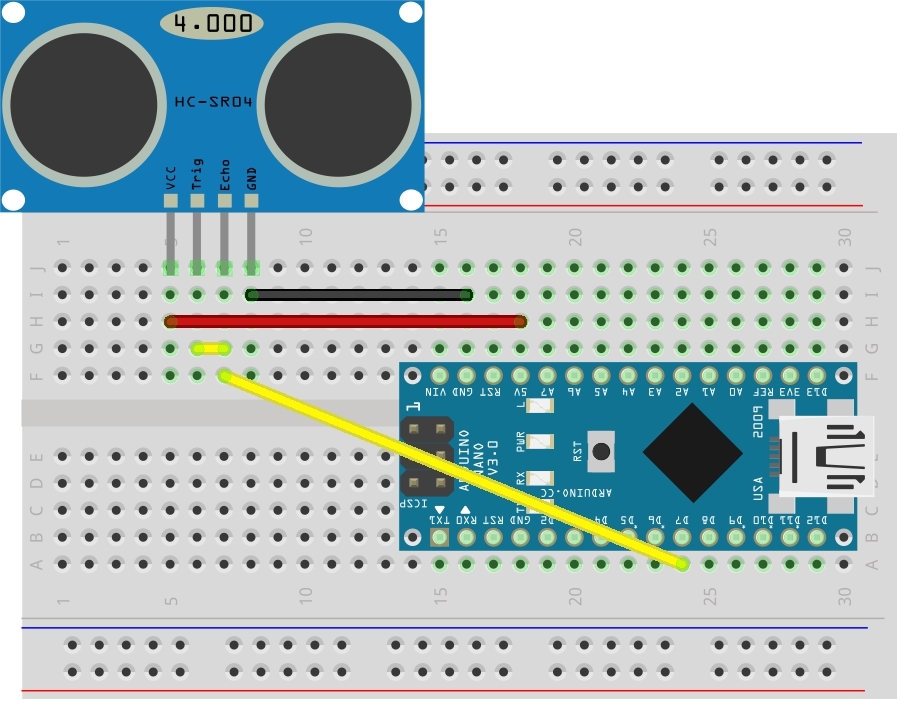 4.000
HC-SR04
VCC Trig Echo GND
1 5 10 15 20 25 30
J J
I I
H H
G G
F F
VIN GND RST 5V A7 A6 A5 A4 A3 A2 A1 A0 REF 3V3 D13
L
1
PWR
RST
ARDUINO
NANO
V3.0
2009
USA
RX
ARDUINO.CC
ICSP
TX1 RX0 RST GND D2 D4 D5 D6 D7 D8 D9 D10 D11 D12
E
D D
C C
B B
A A
1 5 10 15 20 25 30